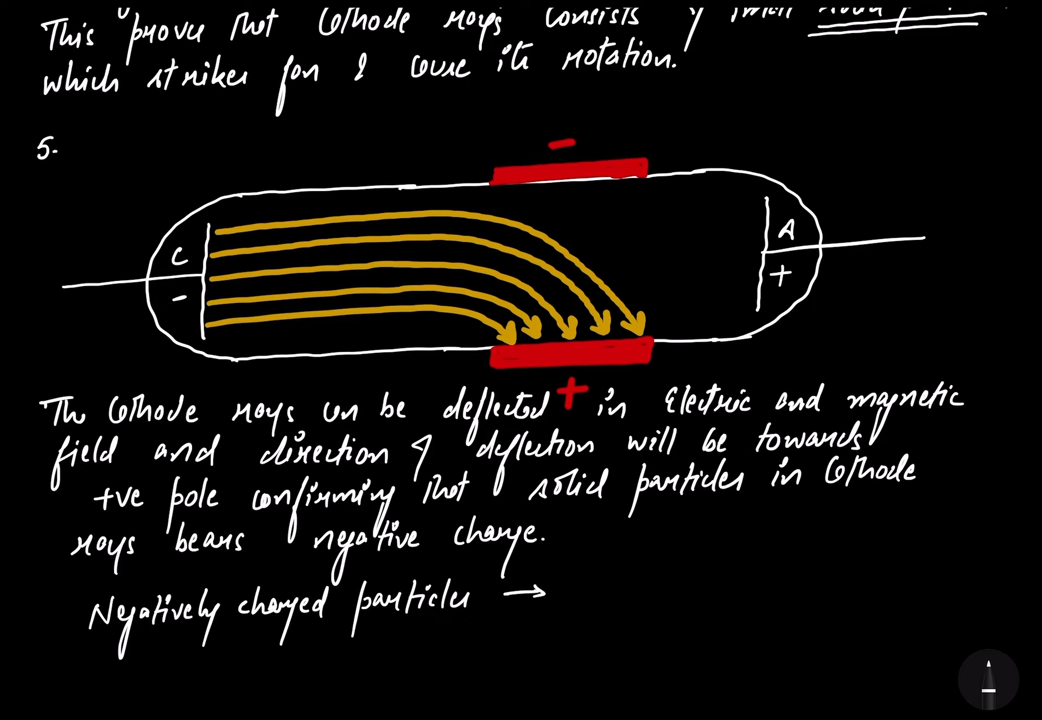 This prove that Cathode rays consists of
which strikes fan & cause its rotation.
5.
-
C
-
A
+
+
The Cathode rays can be deflected in Electric and magnetic
field and direction of deflection will be towards
+ve pole confirming that solid particles in Cathode
rays bears negative charge.
Negatively charged particles →